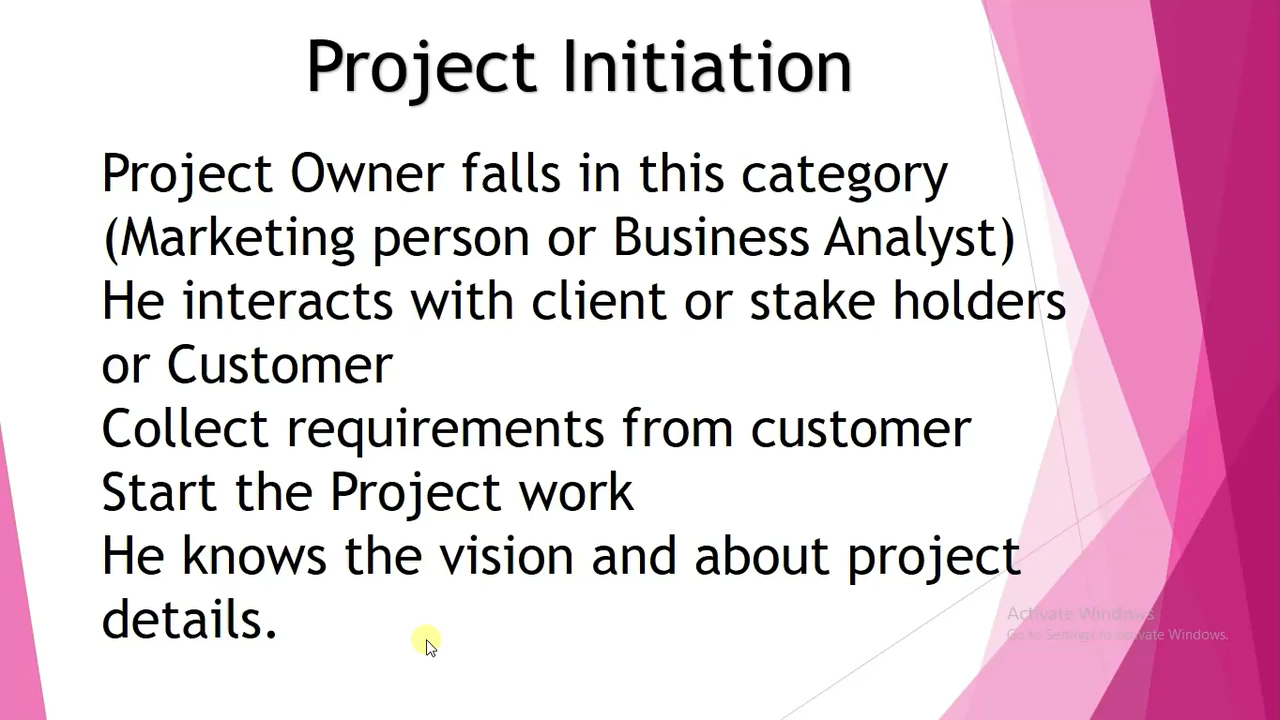 Project Initiation
Project Owner falls in this category
(Marketing person or Business Analyst)
He interacts with client or stake holders
or Customer
Collect requirements from customer
Start the Project work
He knows the vision and about project
details.
Activate Windows
Go to Settings to activate Windows.